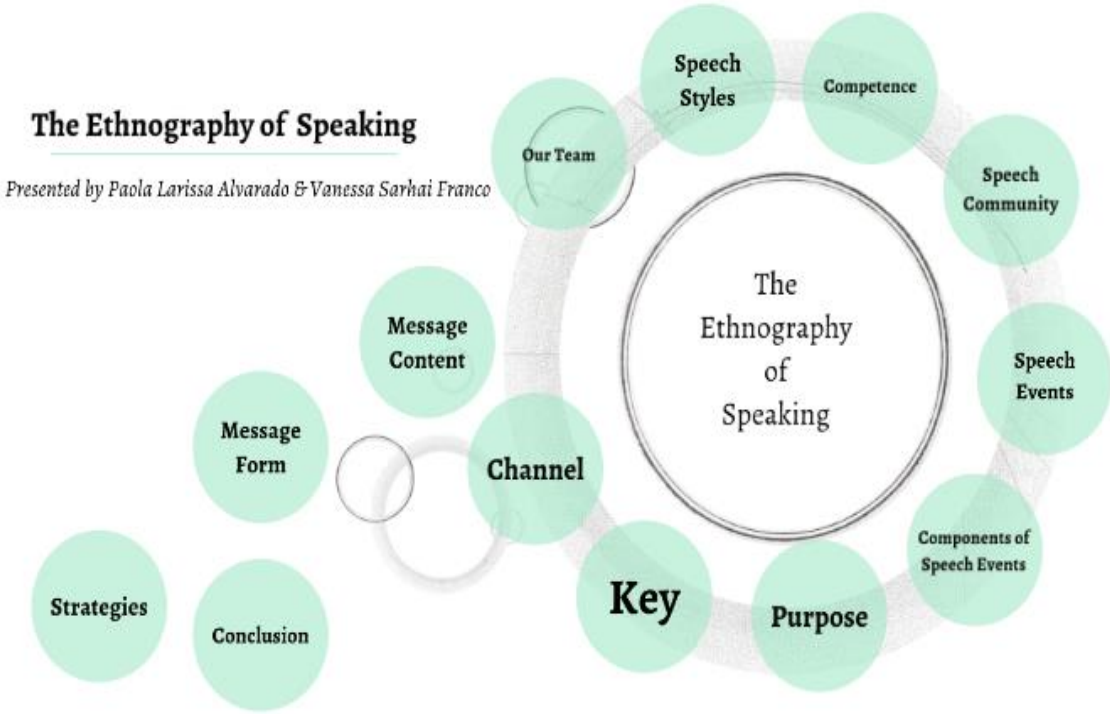 The Ethnography of Speaking
Presented by Paola Larissa Alvarado & Vanessa Sarhai Franco
Our Team
Speech
Styles
Competence
Speech
Community
Speech
Events
Components of
Speech Events
Purpose
Key
Channel
Message
Content
Message
Form
Strategies
Conclusion
The
Ethnography
of
Speaking